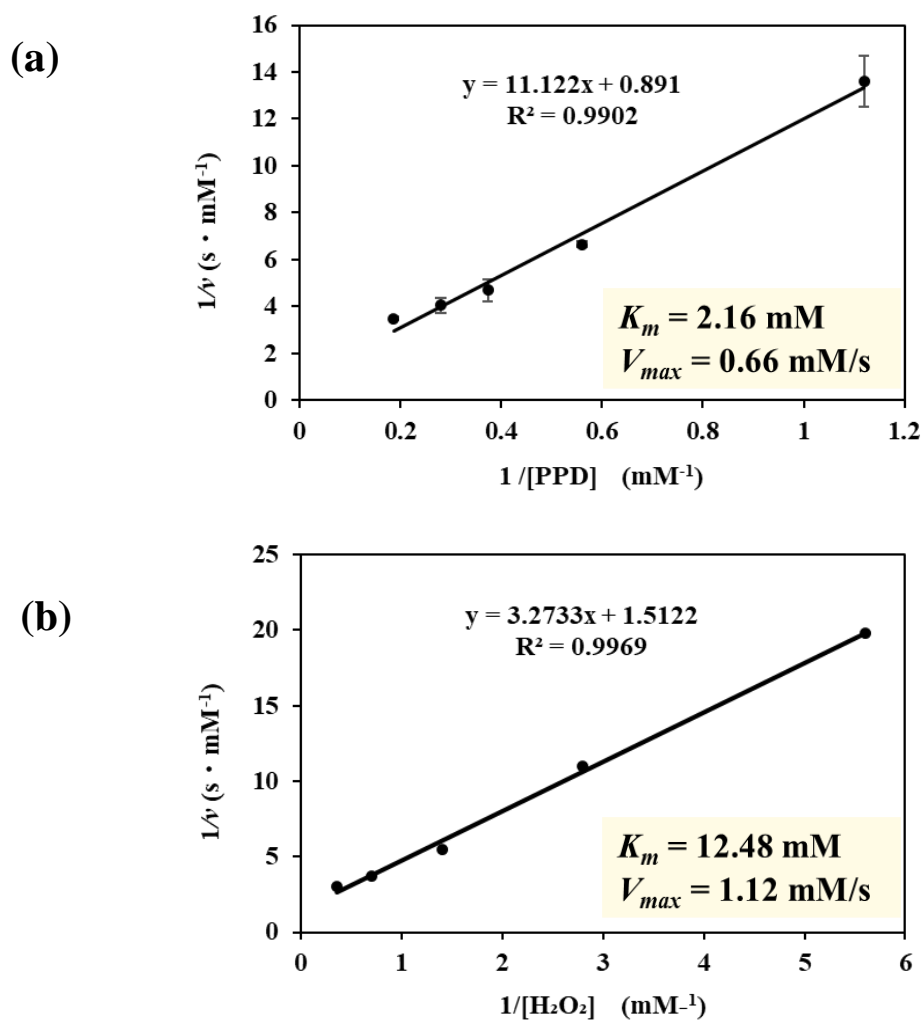 (a)
16
14
12
10
8
6
4
2
0
1/v (s・mM⁻¹)
y = 11.122x + 0.891
R² = 0.9902
Kₘ = 2.16 mM
Vₘₐₓ = 0.66 mM/s
0 0.2 0.4 0.6 0.8 1 1.2
1 /[PPD] (mM⁻¹)
(b)
25
20
15
10
5
0
1/v (s・mM⁻¹)
y = 3.2733x + 1.5122
R² = 0.9969
Kₘ = 12.48 mM
Vₘₐₓ = 1.12 mM/s
0 1 2 3 4 5 6
1/[H₂O₂] (mM-¹)